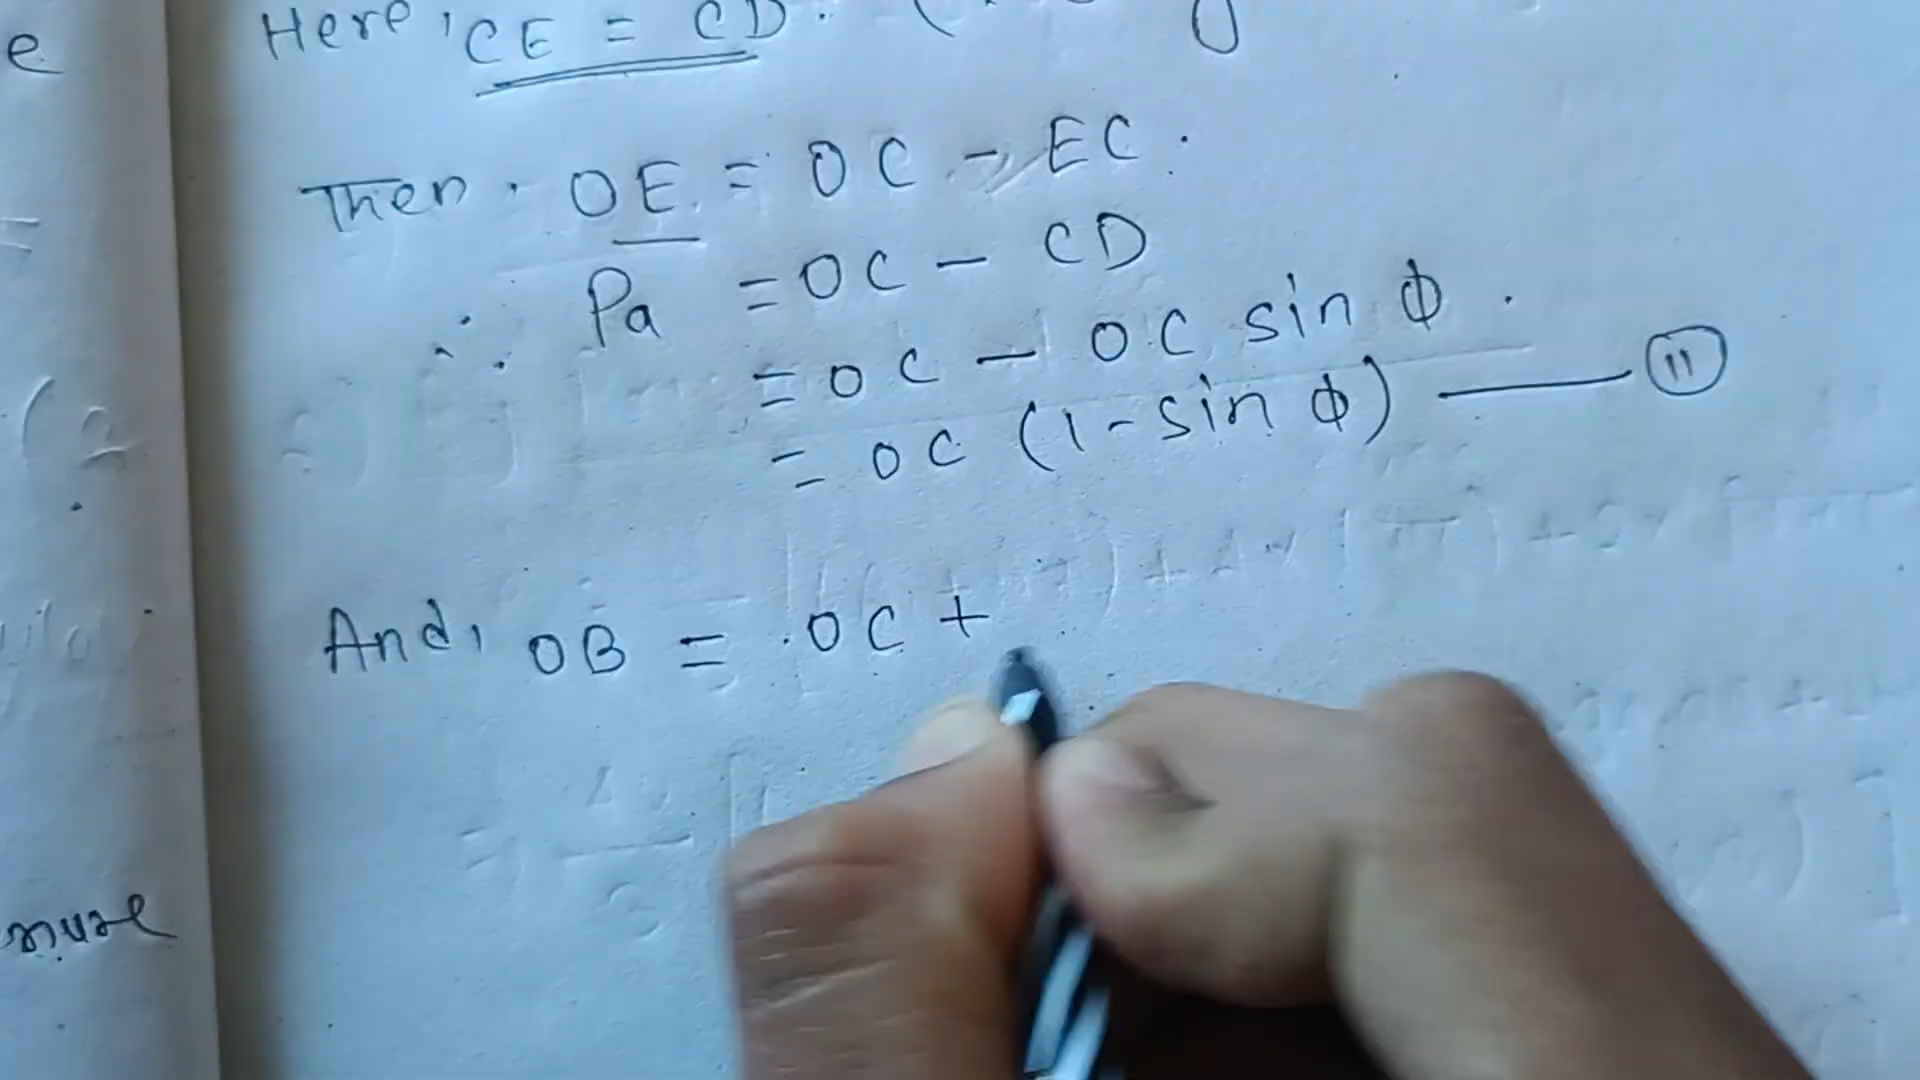 e
Here, CE = CD.
Then. OE = OC - EC.
∴ Pa = OC - CD
= OC - OC sin φ.
= OC (1 - sin φ) —— (11)
And, OB = OC +